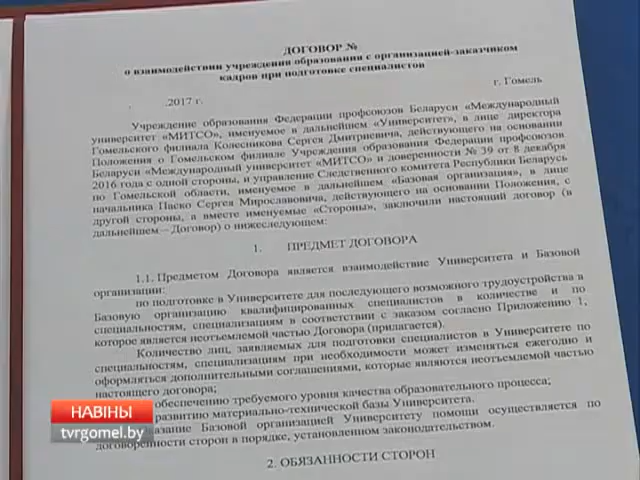 ДОГОВОР №
о взаимодействии учреждения образования с организацией-заказчиком
кадров при подготовке специалистов
г. Гомель
. .2017 г.
Учреждение образования Федерации профсоюзов Беларуси «Международный
университет «МИТСО», именуемое в дальнейшем «Университет», в лице директора
Гомельского филиала Колесникова Сергея Дмитриевича, действующего на основании
Положения о Гомельском филиале Учреждения образования Федерации профсоюзов
Беларуси «Международный университет «МИТСО» и доверенности № 39 от 8 декабря
2016 года с одной стороны, и управление Следственного комитета Республики Беларусь
по Гомельской области, именуемое в дальнейшем «Базовая организация», в лице
начальника Паско Сергея Мирославовича, действующего на основании Положения, с
другой стороны, а вместе именуемые «Стороны», заключили настоящий договор (в
дальнейшем – Договор) о нижеследующем:
1. ПРЕДМЕТ ДОГОВОРА
1.1. Предметом Договора является взаимодействие Университета и Базовой
организации:
по подготовке в Университете для последующего возможного трудоустройства в
Базовую организацию квалифицированных специалистов в количестве и по
специальностям, специализациям в соответствии с заказом согласно Приложению 1,
которое является неотъемлемой частью Договора (прилагается).
Количество лиц, заявляемых для подготовки специалистов в Университете по
специальностям, специализациям при необходимости может изменяться ежегодно и
оформляться дополнительными соглашениями, которые являются неотъемлемой частью
настоящего договора;
обеспечению требуемого уровня качества образовательного процесса;
развитию материально-технической базы Университета.
Базовой организацией Университету помощи осуществляется по
договоренности сторон в порядке, установленном законодательством.
2. ОБЯЗАННОСТИ СТОРОН
НАВІНЫ
tvrgomel.by